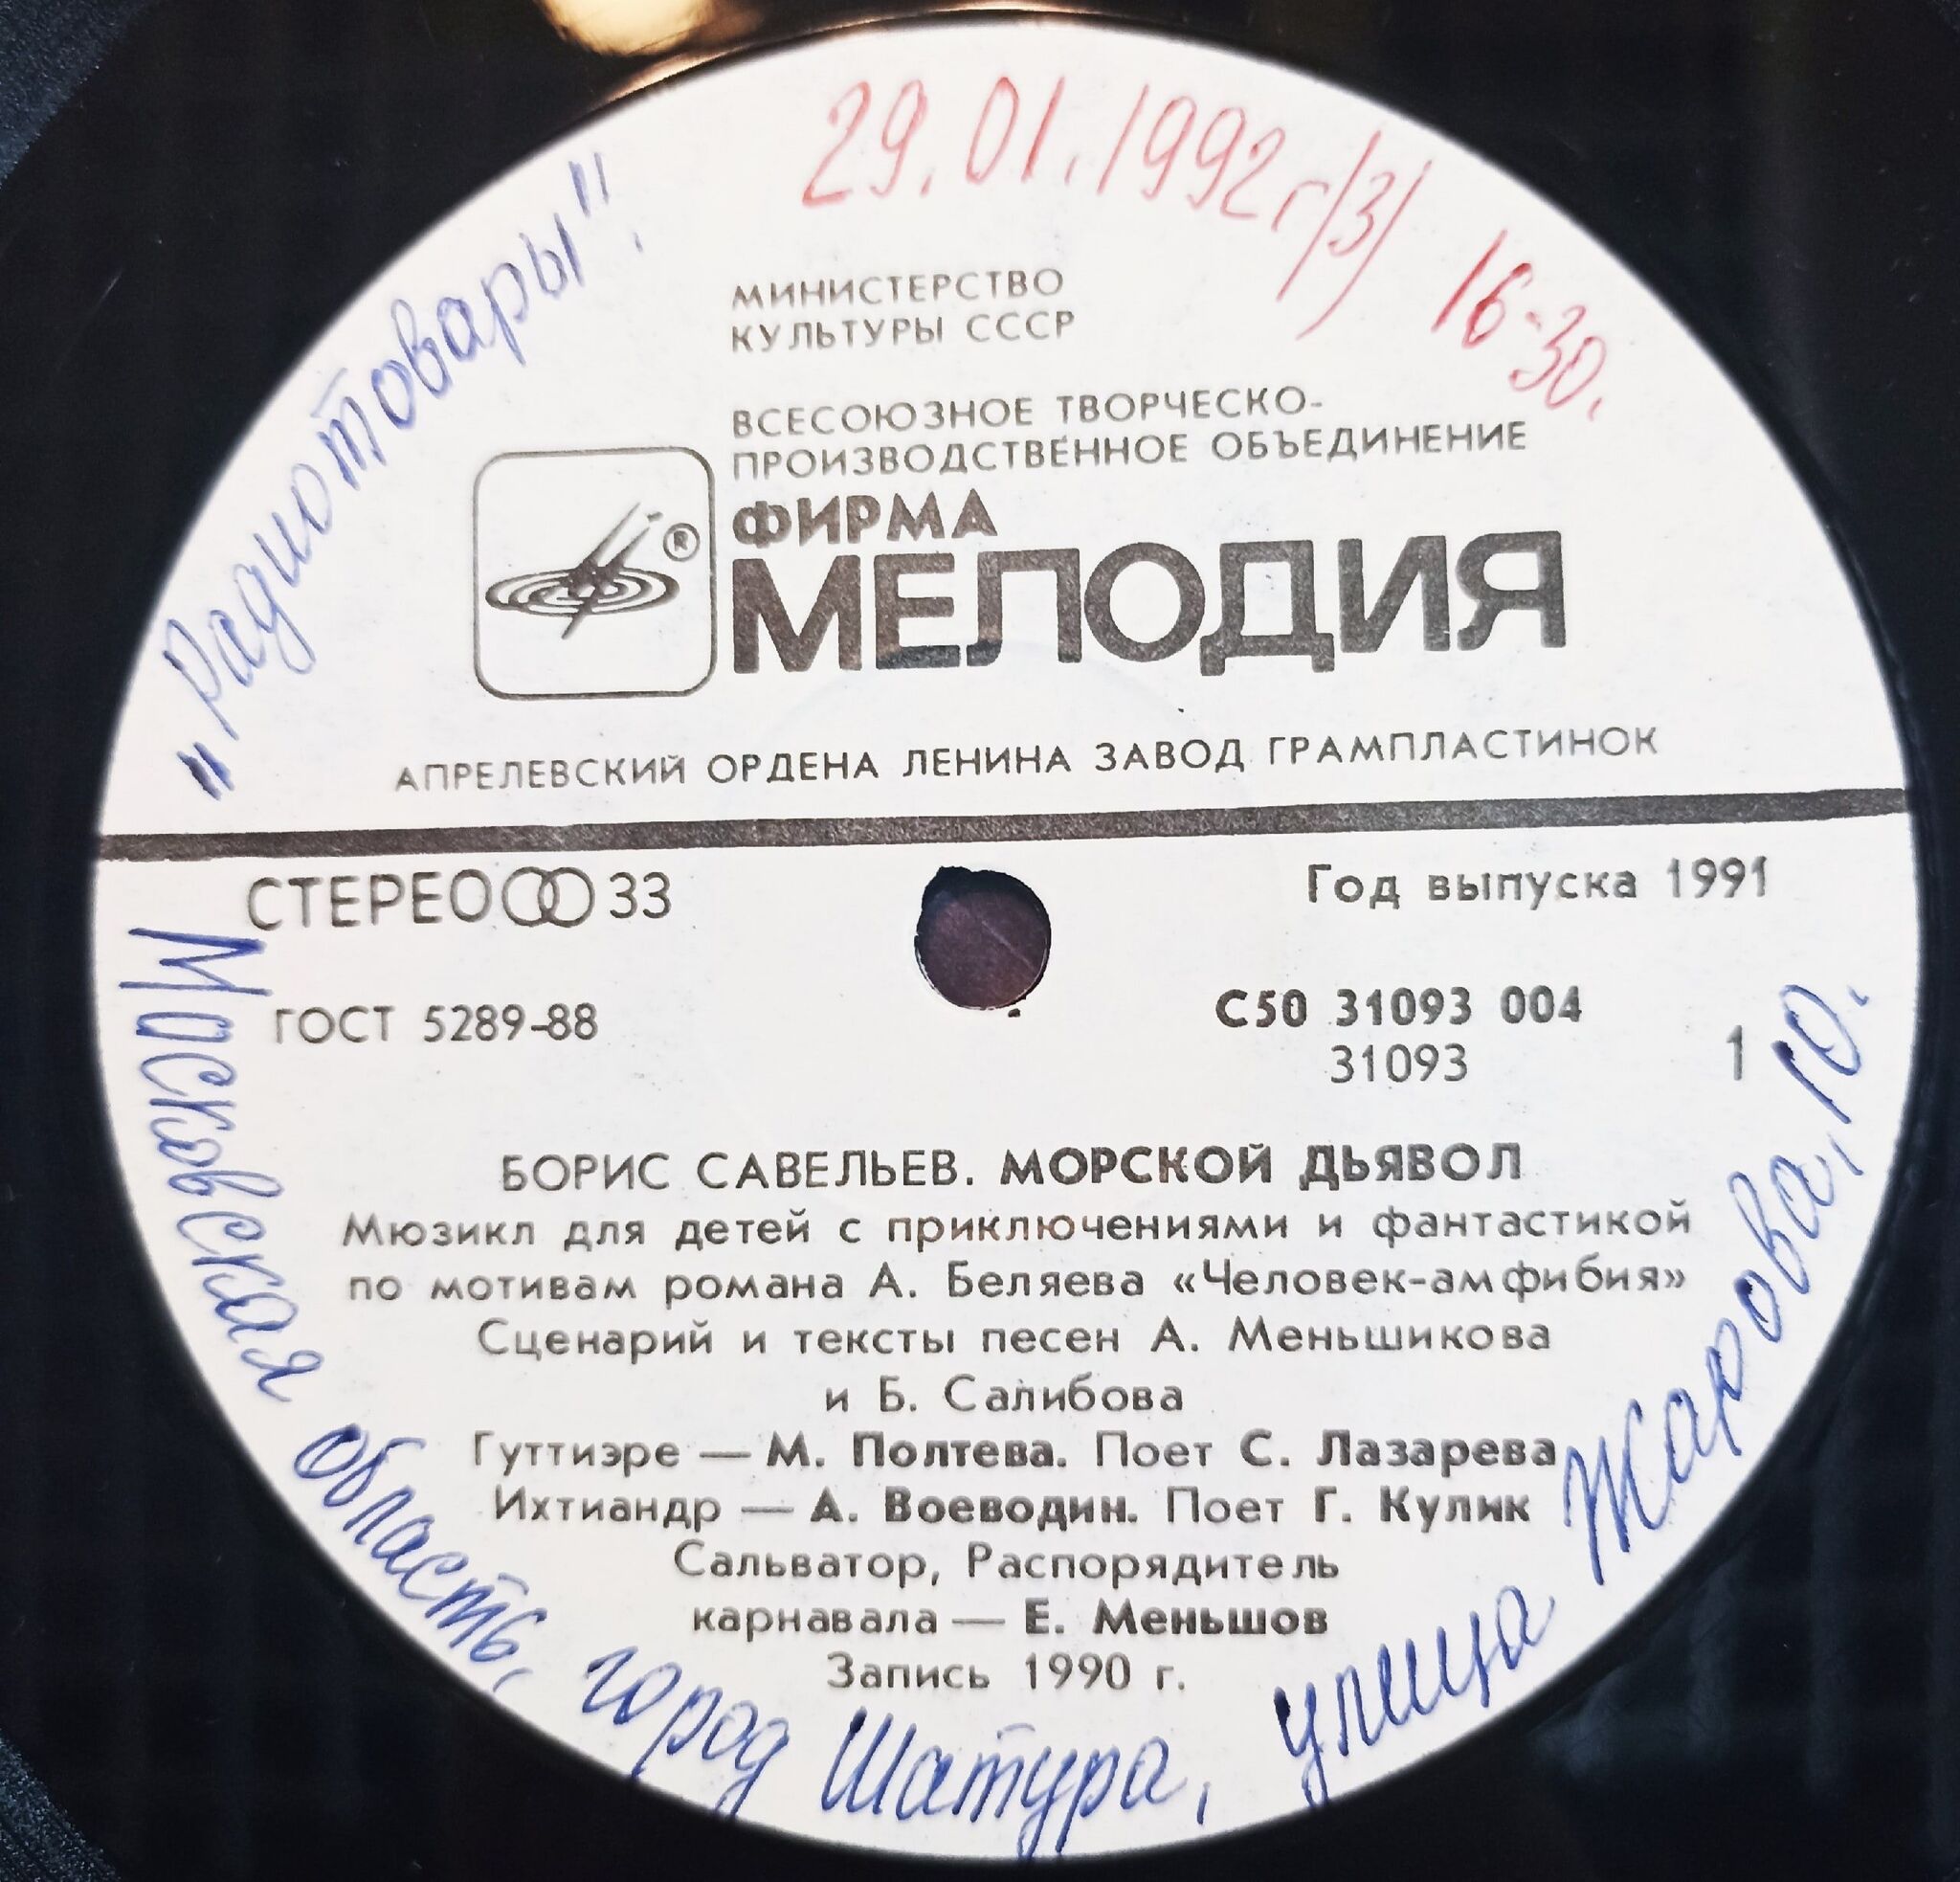 29.01.1992г/З/ 16-30.
"Радиотовары".
МИНИСТЕРСТВО
КУЛЬТУРЫ СССР
ВСЕСОЮЗНОЕ ТВОРЧЕСКО-
ПРОИЗВОДСТВЕННОЕ ОБЪЕДИНЕНИЕ
ФИРМА
®
МЕЛОДИЯ
АПРЕЛЕВСКИЙ ОРДЕНА ЛЕНИНА ЗАВОД ГРАМПЛАСТИНОК
СТЕРЕО 33
Год выпуска 1991
ГОСТ 5289-88
С50 31093 004
31093
1
БОРИС САВЕЛЬЕВ. МОРСКОЙ ДЬЯВОЛ
Мюзикл для детей с приключениями и фантастикой
по мотивам романа А. Беляева «Человек-амфибия»
Сценарий и тексты песен А. Меньшикова
и Б. Салибова
Гуттиэре — М. Полтева. Поет С. Лазарева
Ихтиандр — А. Воеводин. Поет Г. Кулик
Сальватор, Распорядитель
карнавала — Е. Меньшов
Запись 1990 г.
Московская область, город Шатура, улица Жарова, 10.